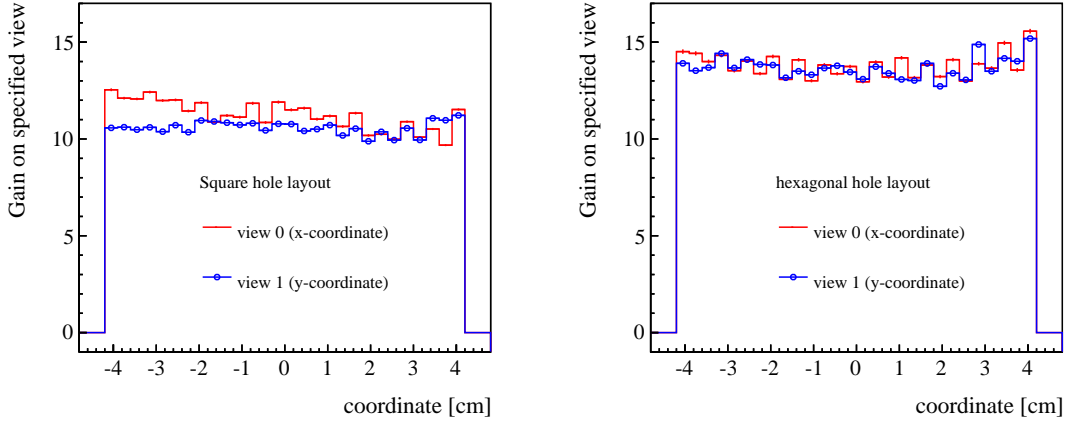 Gain on specified view
15
10
5
0
Square hole layout
view 0 (x-coordinate)
view 1 (y-coordinate)
-4 -3 -2 -1 0 1 2 3 4
coordinate [cm]
Gain on specified view
15
10
5
0
hexagonal hole layout
view 0 (x-coordinate)
view 1 (y-coordinate)
-4 -3 -2 -1 0 1 2 3 4
coordinate [cm]